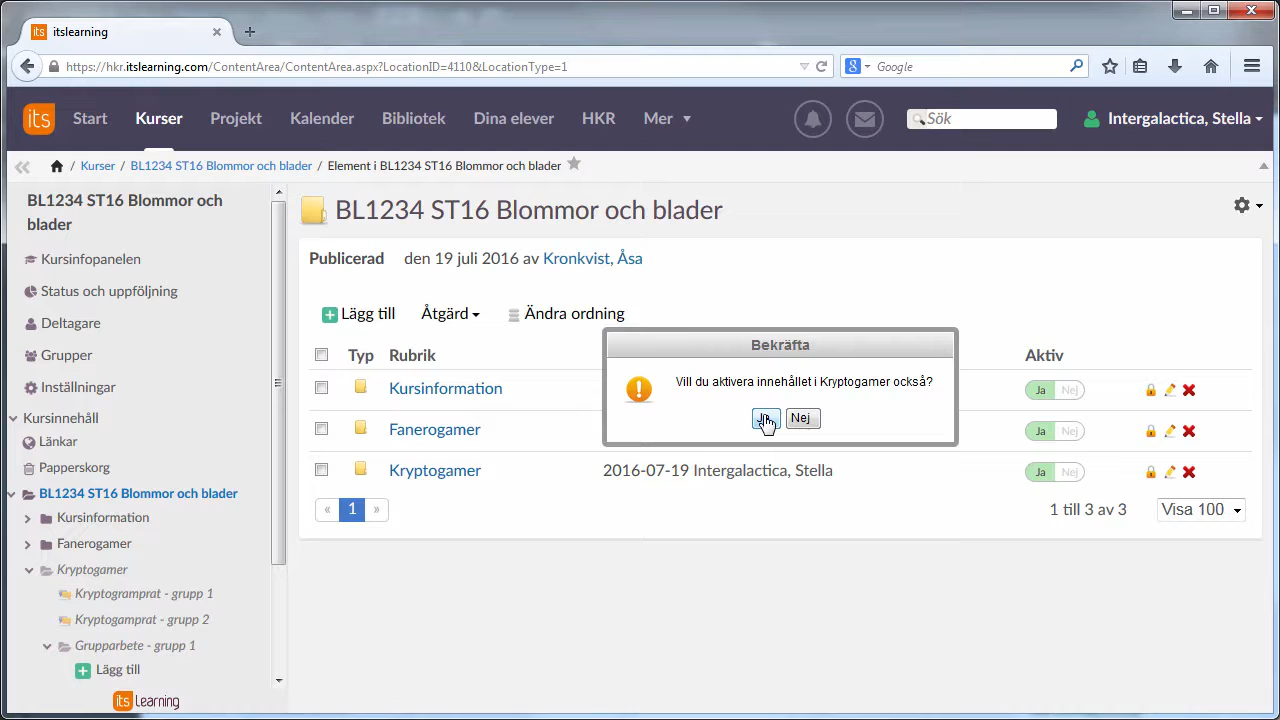 its itslearning
https://hkr.itslearning.com/ContentArea/ContentArea.aspx?LocationID=4110&LocationType=1
Google
its Start Kurser Projekt Kalender Bibliotek Dina elever HKR Mer Sök Intergalactica, Stella
/ Kurser / BL1234 ST16 Blommor och blader / Element i BL1234 ST16 Blommor och blader
BL1234 ST16 Blommor och
blader
Kursinfopanelen
Status och uppföljning
Deltagare
Grupper
Inställningar
Kursinnehåll
Länkar
Papperskorg
BL1234 ST16 Blommor och blader
Kursinformation
Fanerogamer
Kryptogamer
Kryptogramprat - grupp 1
Kryptogamprat - grupp 2
Grupparbete - grupp 1
Lägg till
its learning
BL1234 ST16 Blommor och blader
Publicerad den 19 juli 2016 av Kronkvist, Åsa
Lägg till Åtgärd Ändra ordning
Typ Rubrik Aktiv
Kursinformation Ja Nej
Fanerogamer Ja Nej
Kryptogamer 2016-07-19 Intergalactica, Stella Ja Nej
« 1 » 1 till 3 av 3 Visa 100
Bekräfta
Vill du aktivera innehållet i Kryptogamer också?
Nej